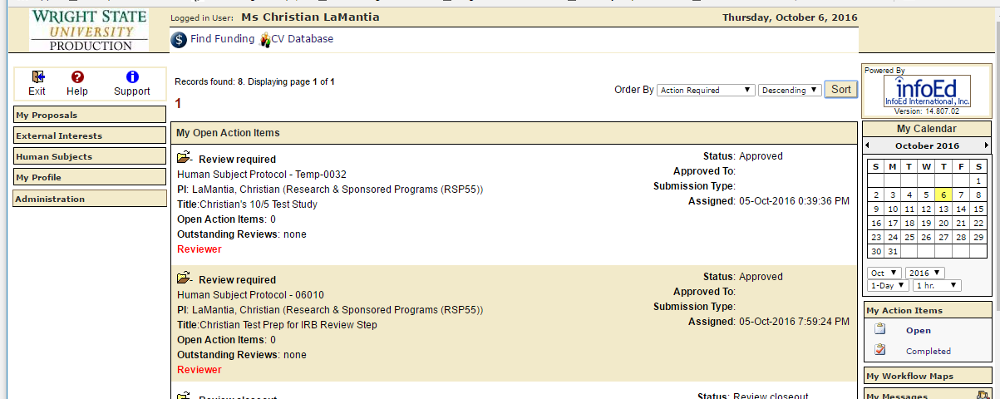 WRIGHT STATE
UNIVERSITY
PRODUCTION
Logged in User: Ms Christian LaMantia
Thursday, October 6, 2016
$ Find Funding CV Database
Exit Help Support
My Proposals
External Interests
Human Subjects
My Profile
Administration
Records found: 8. Displaying page 1 of 1
1
Order By Action Required Descending Sort
My Open Action Items
Review required
Human Subject Protocol - Temp-0032
PI: LaMantia, Christian (Research & Sponsored Programs (RSP55))
Title:Christian's 10/5 Test Study
Open Action Items: 0
Outstanding Reviews: none
Reviewer
Status: Approved
Approved To:
Submission Type:
Assigned: 05-Oct-2016 0:39:36 PM
Review required
Human Subject Protocol - 06010
PI: LaMantia, Christian (Research & Sponsored Programs (RSP55))
Title:Christian Test Prep for IRB Review Step
Open Action Items: 0
Outstanding Reviews: none
Reviewer
Status: Approved
Approved To:
Submission Type:
Assigned: 05-Oct-2016 7:59:24 PM
Review closeout
Status: Review closeout
Powered By
infoEd
InfoEd International, Inc.
Version: 14.807.02
My Calendar
October 2016
S M T W T F S
1
2 3 4 5 6 7 8
9 10 11 12 13 14 15
16 17 18 19 20 21 22
23 24 25 26 27 28 29
30 31
Oct 2016
1-Day 1 hr.
My Action Items
Open
Completed
My Workflow Maps
My Messages